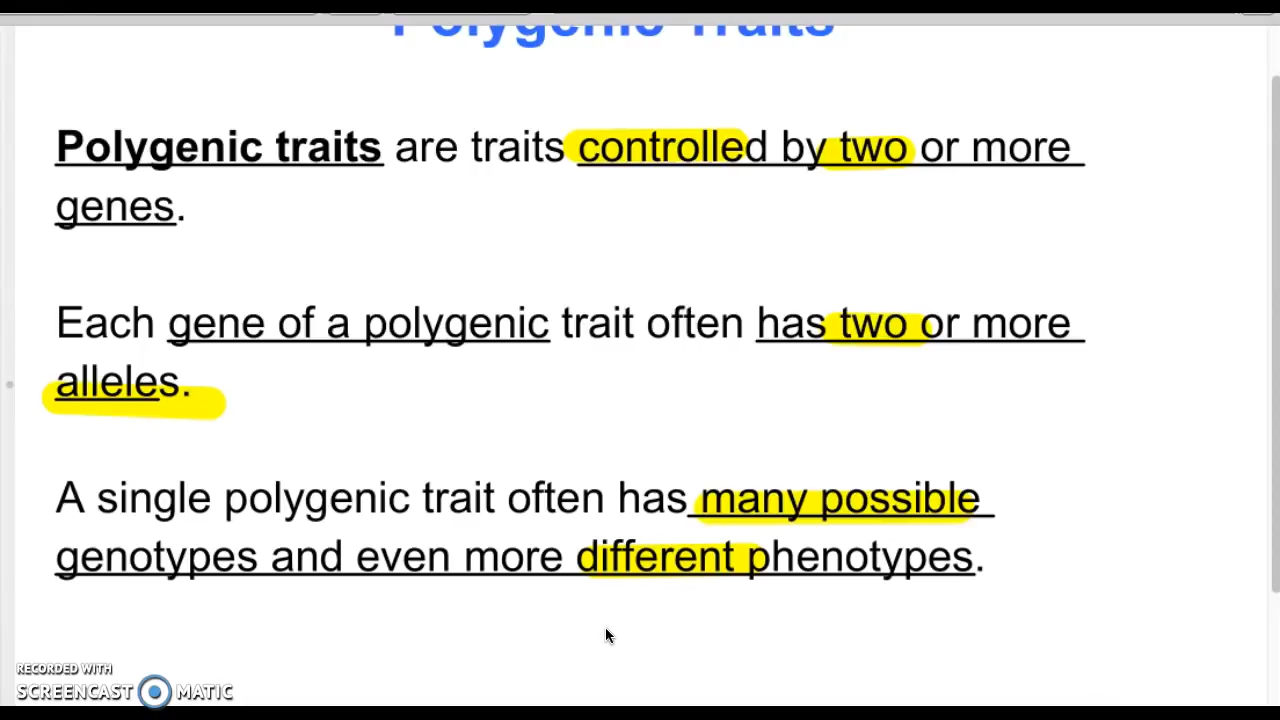 Polygenic Traits
Polygenic traits are traits controlled by two or more
genes.
Each gene of a polygenic trait often has two or more
alleles.
A single polygenic trait often has many possible
genotypes and even more different phenotypes.
RECORDED WITH
SCREENCAST MATIC